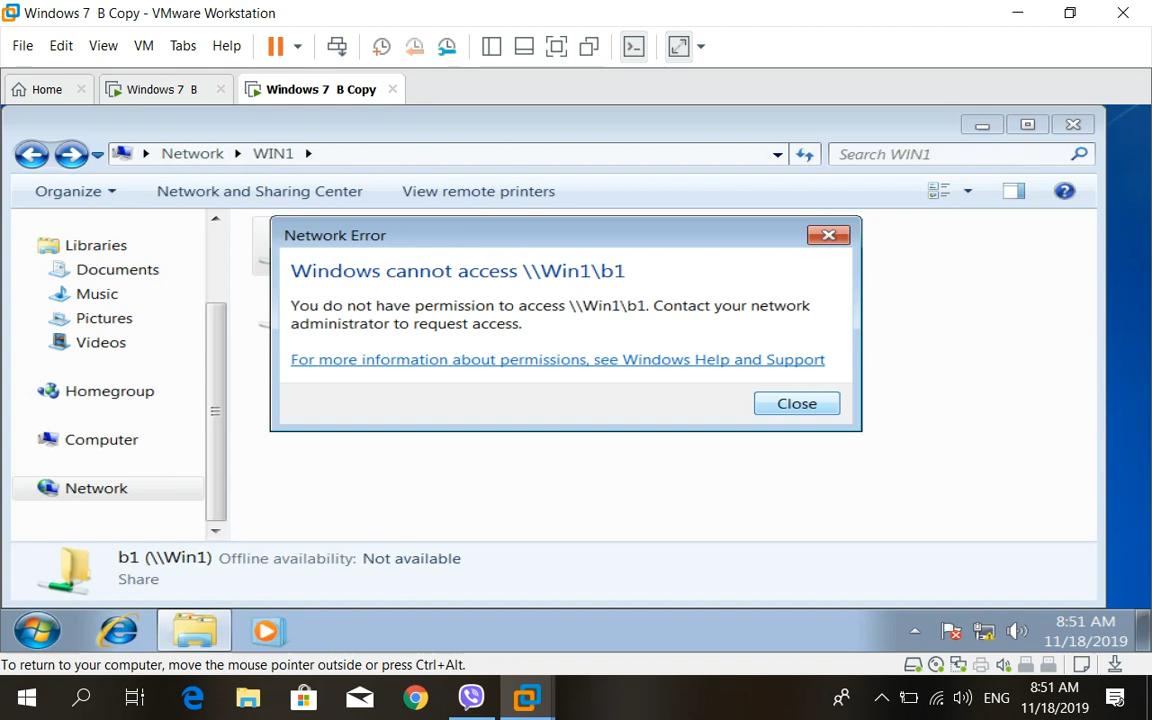 Windows 7  B Copy - VMware Workstation
File Edit View VM Tabs Help
Home Windows 7  B Windows 7  B Copy
Network WIN1 Search WIN1
Organize Network and Sharing Center View remote printers
Libraries
Documents
Music
Pictures
Videos
Homegroup
Computer
Network
Network Error
Windows cannot access \\Win1\b1
You do not have permission to access \\Win1\b1. Contact your network
administrator to request access.
For more information about permissions, see Windows Help and Support
Close
b1 (\\Win1) Offline availability: Not available
Share
8:51 AM
11/18/2019
To return to your computer, move the mouse pointer outside or press Ctrl+Alt.
ENG
8:51 AM
11/18/2019